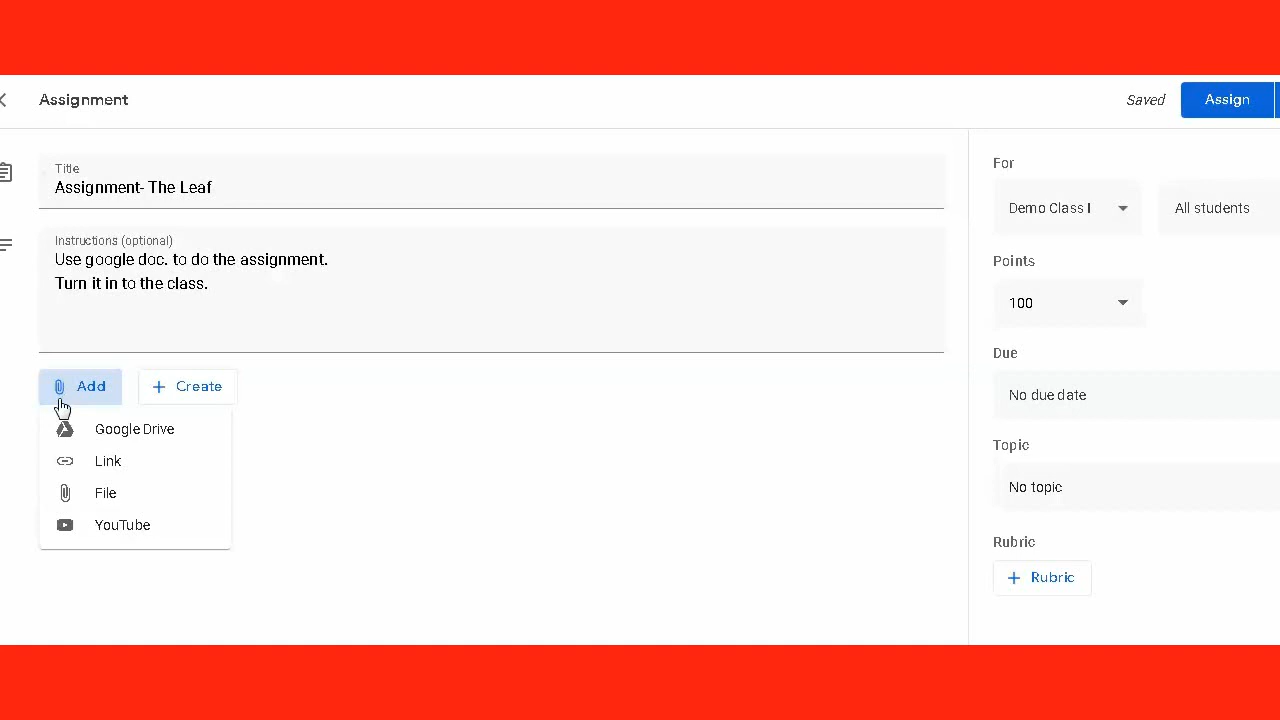 Assignment
Saved
Assign
Title
Assignment- The Leaf
Instructions (optional)
Use google doc. to do the assignment.
Turn it in to the class.
Add
Create
Google Drive
Link
File
YouTube
For
Demo Class I
All students
Points
100
Due
No due date
Topic
No topic
Rubric
Rubric